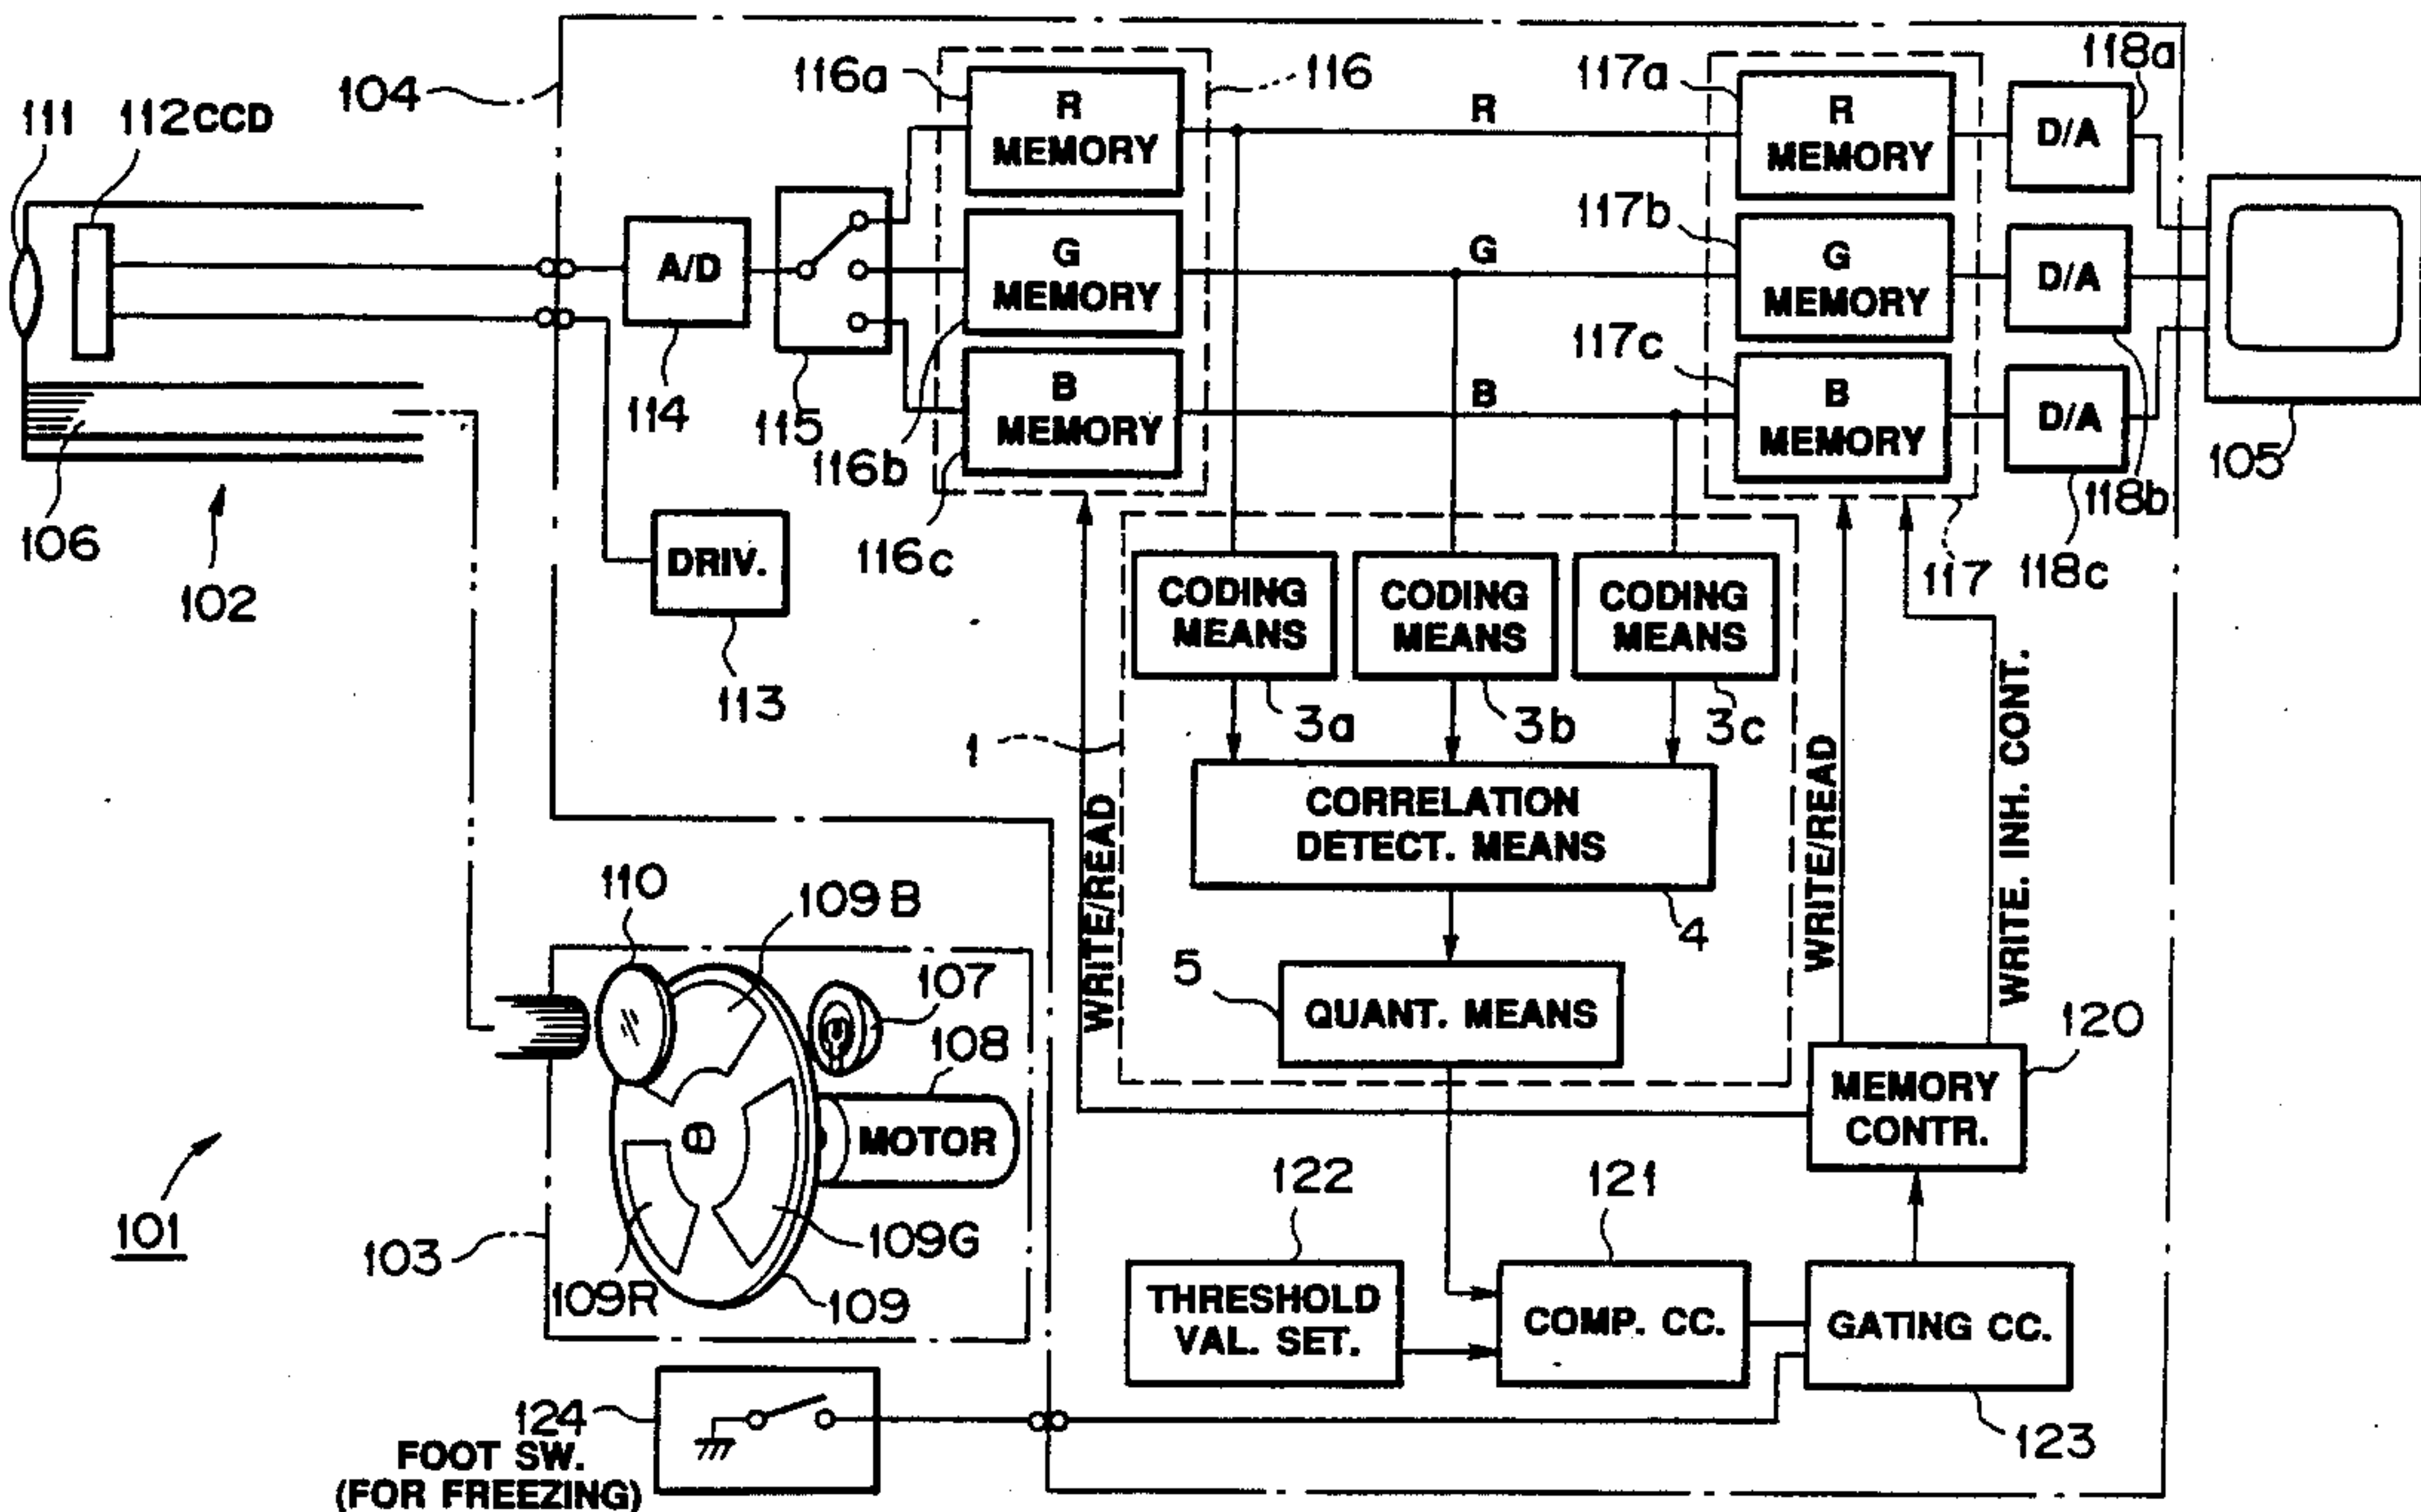 104
111
112CCD
116a
R
MEMORY
116
R
117a
R
MEMORY
118a
D/A
A/D
G
MEMORY
G
117b
G
MEMORY
D/A
114
115
116b
B
MEMORY
B
117c
B
MEMORY
D/A
105
118b
106
102
DRIV.
113
116c
117
118c
CODING
MEANS
CODING
MEANS
CODING
MEANS
3a
3b
3c
1
CORRELATION
DETECT. MEANS
4
5
QUANT. MEANS
WRITE/READ
WRITE/READ
WRITE. INH. CONT.
120
MEMORY
CONTR.
110
109B
107
108
MOTOR
101
103
109R
109G
109
122
THRESHOLD
VAL. SET.
121
COMP. CC.
GATING CC.
123
124
FOOT SW.
(FOR FREEZING)